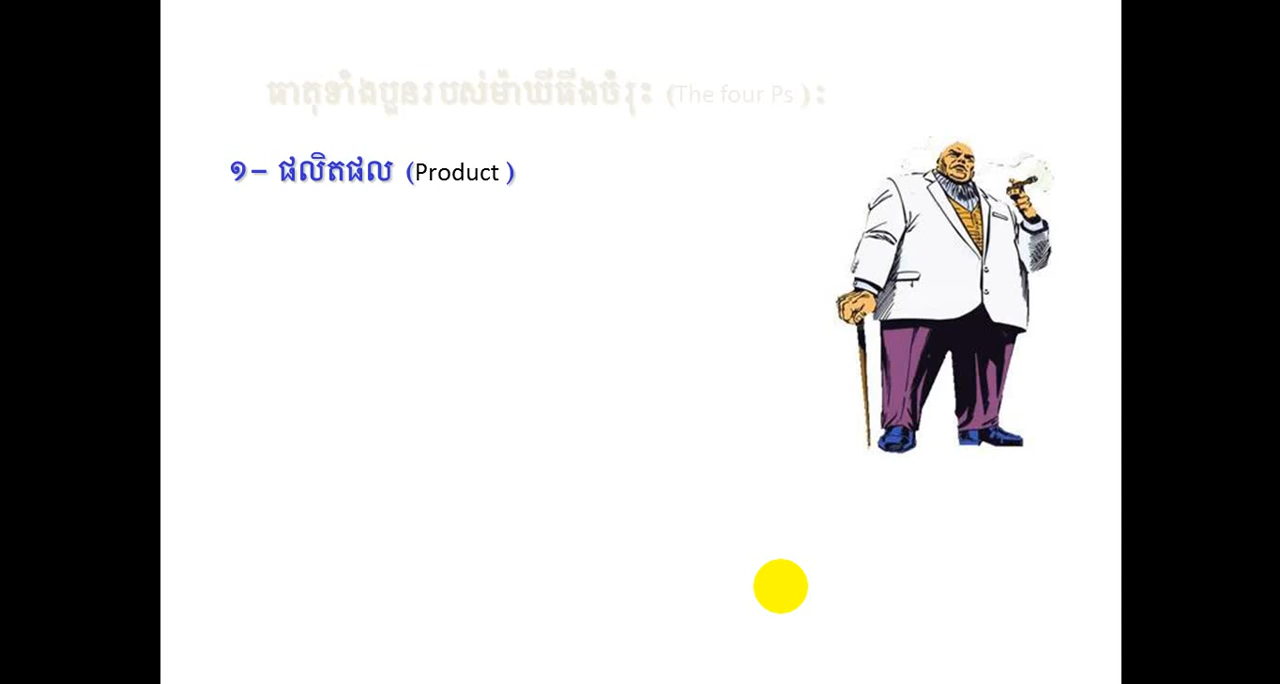 ធាតុទាំងបួនរបស់ម៉ាឃីធីងចំរុះ (The four Ps ) ៖
១- ផលិតផល (Product )